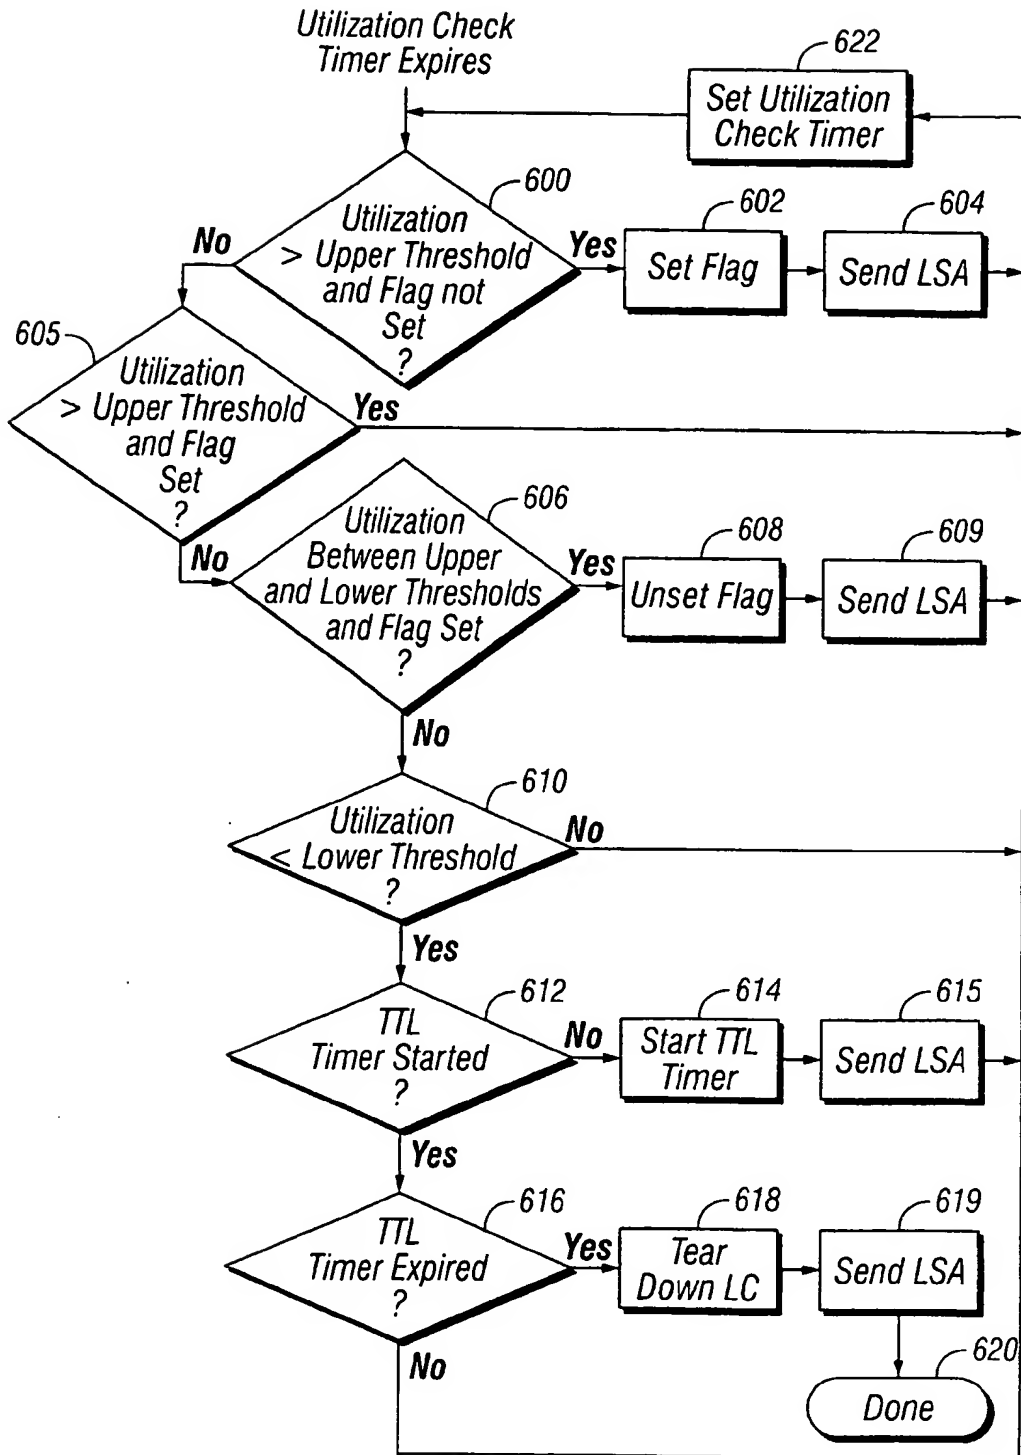 Utilization Check
Timer Expires
622
Set Utilization
Check Timer
600
Utilization
> Upper Threshold
and Flag not
Set
?
No
Yes
602
Set Flag
604
Send LSA
605
Utilization
> Upper Threshold
and Flag
Set
?
Yes
No
606
Utilization
Between Upper
and Lower Thresholds
and Flag Set
?
Yes
608
Unset Flag
609
Send LSA
No
610
Utilization
< Lower Threshold
?
No
Yes
612
TTL
Timer Started
?
No
614
Start TTL
Timer
615
Send LSA
Yes
616
TTL
Timer Expired
?
Yes
618
Tear
Down LC
619
Send LSA
No
620
Done